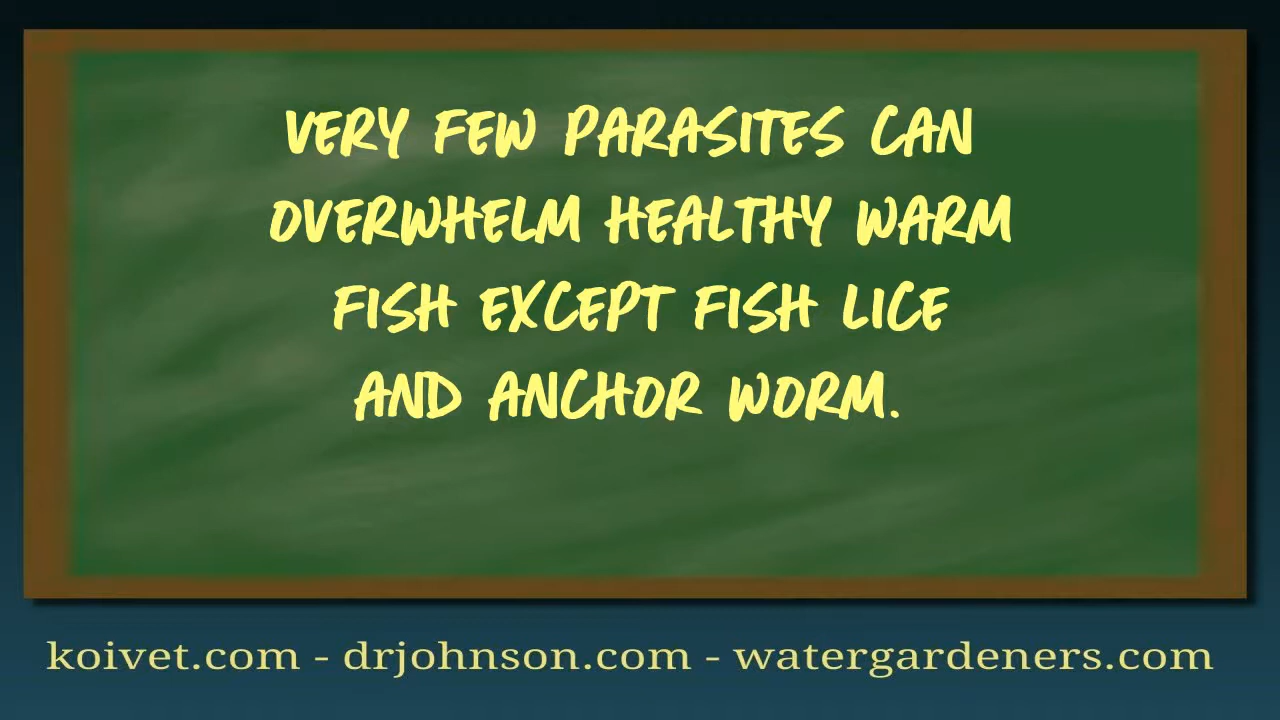 VERY FEW PARASITES CAN
OVERWHELM HEALTHY WARM
FISH EXCEPT FISH LICE
AND ANCHOR WORM.
koivet.com - drjohnson.com - watergardeners.com